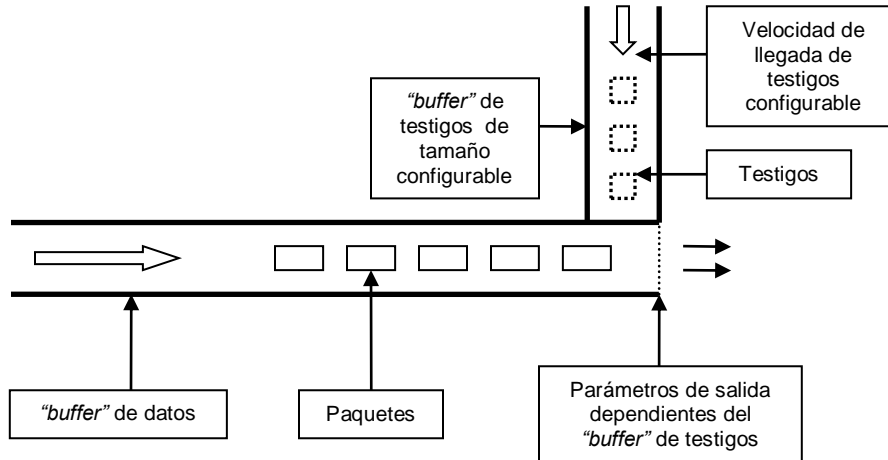 Velocidad de
llegada de
testigos
configurable
“buffer” de
testigos de
tamaño
configurable
Testigos
“buffer” de datos
Paquetes
Parámetros de salida
dependientes del
“buffer” de testigos